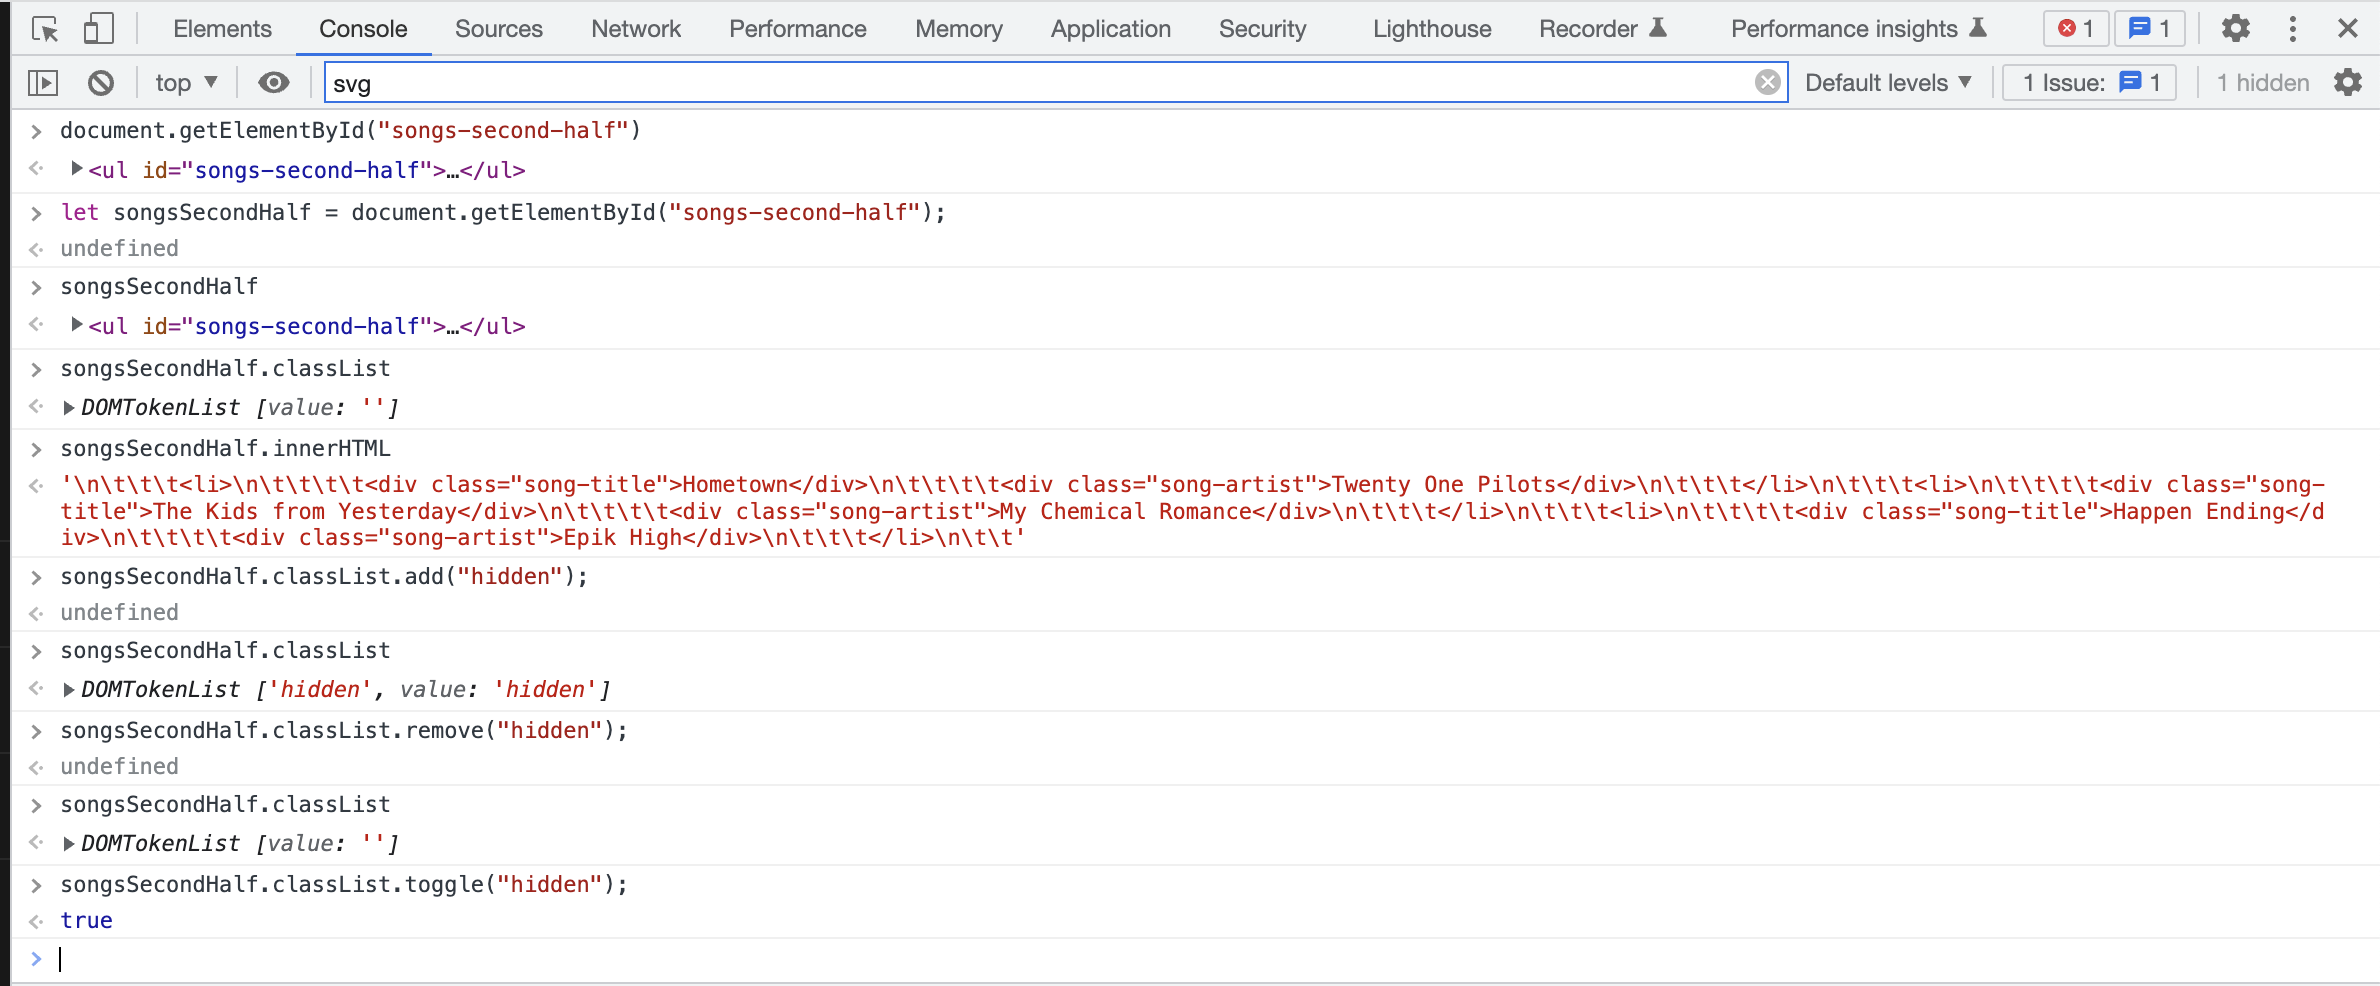 Elements Console Sources Network Performance Memory Application Security Lighthouse Recorder Performance insights 1 1
top svg Default levels 1 Issue: 1 1 hidden
document.getElementById("songs-second-half")
<ul id="songs-second-half">…</ul>
let songsSecondHalf = document.getElementById("songs-second-half");
undefined
songsSecondHalf
<ul id="songs-second-half">…</ul>
songsSecondHalf.classList
DOMTokenList [value: '']
songsSecondHalf.innerHTML
'\n\t\t\t<li>\n\t\t\t\t<div class="song-title">Hometown</div>\n\t\t\t\t<div class="song-artist">Twenty One Pilots</div>\n\t\t\t</li>\n\t\t\t<li>\n\t\t\t\t<div class="song-
title">The Kids from Yesterday</div>\n\t\t\t\t<div class="song-artist">My Chemical Romance</div>\n\t\t\t</li>\n\t\t\t<li>\n\t\t\t\t<div class="song-title">Happen Ending</d
iv>\n\t\t\t\t<div class="song-artist">Epik High</div>\n\t\t\t</li>\n\t\t'
songsSecondHalf.classList.add("hidden");
undefined
songsSecondHalf.classList
DOMTokenList ['hidden', value: 'hidden']
songsSecondHalf.classList.remove("hidden");
undefined
songsSecondHalf.classList
DOMTokenList [value: '']
songsSecondHalf.classList.toggle("hidden");
true